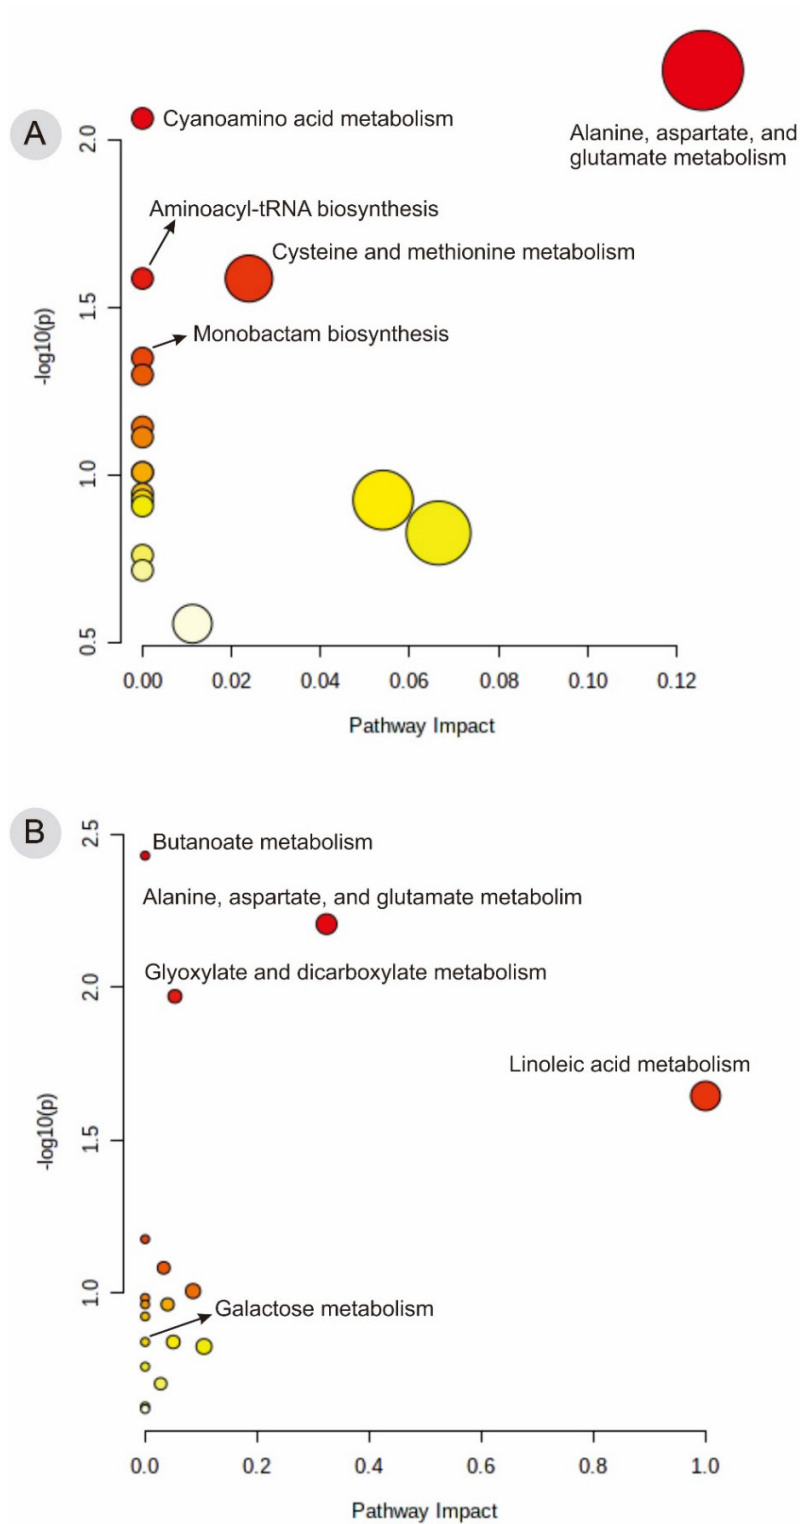 A
Cyanoamino acid metabolism
Alanine, aspartate, and
glutamate metabolism
Aminoacyl-tRNA biosynthesis
Cysteine and methionine metabolism
Monobactam biosynthesis
-log10(p)
2.0
1.5
1.0
0.5
0.00 0.02 0.04 0.06 0.08 0.10 0.12
Pathway Impact
B
Butanoate metabolism
Alanine, aspartate, and glutamate metabolim
Glyoxylate and dicarboxylate metabolism
Linoleic acid metabolism
Galactose metabolism
-log10(p)
2.5
2.0
1.5
1.0
0.0 0.2 0.4 0.6 0.8 1.0
Pathway Impact